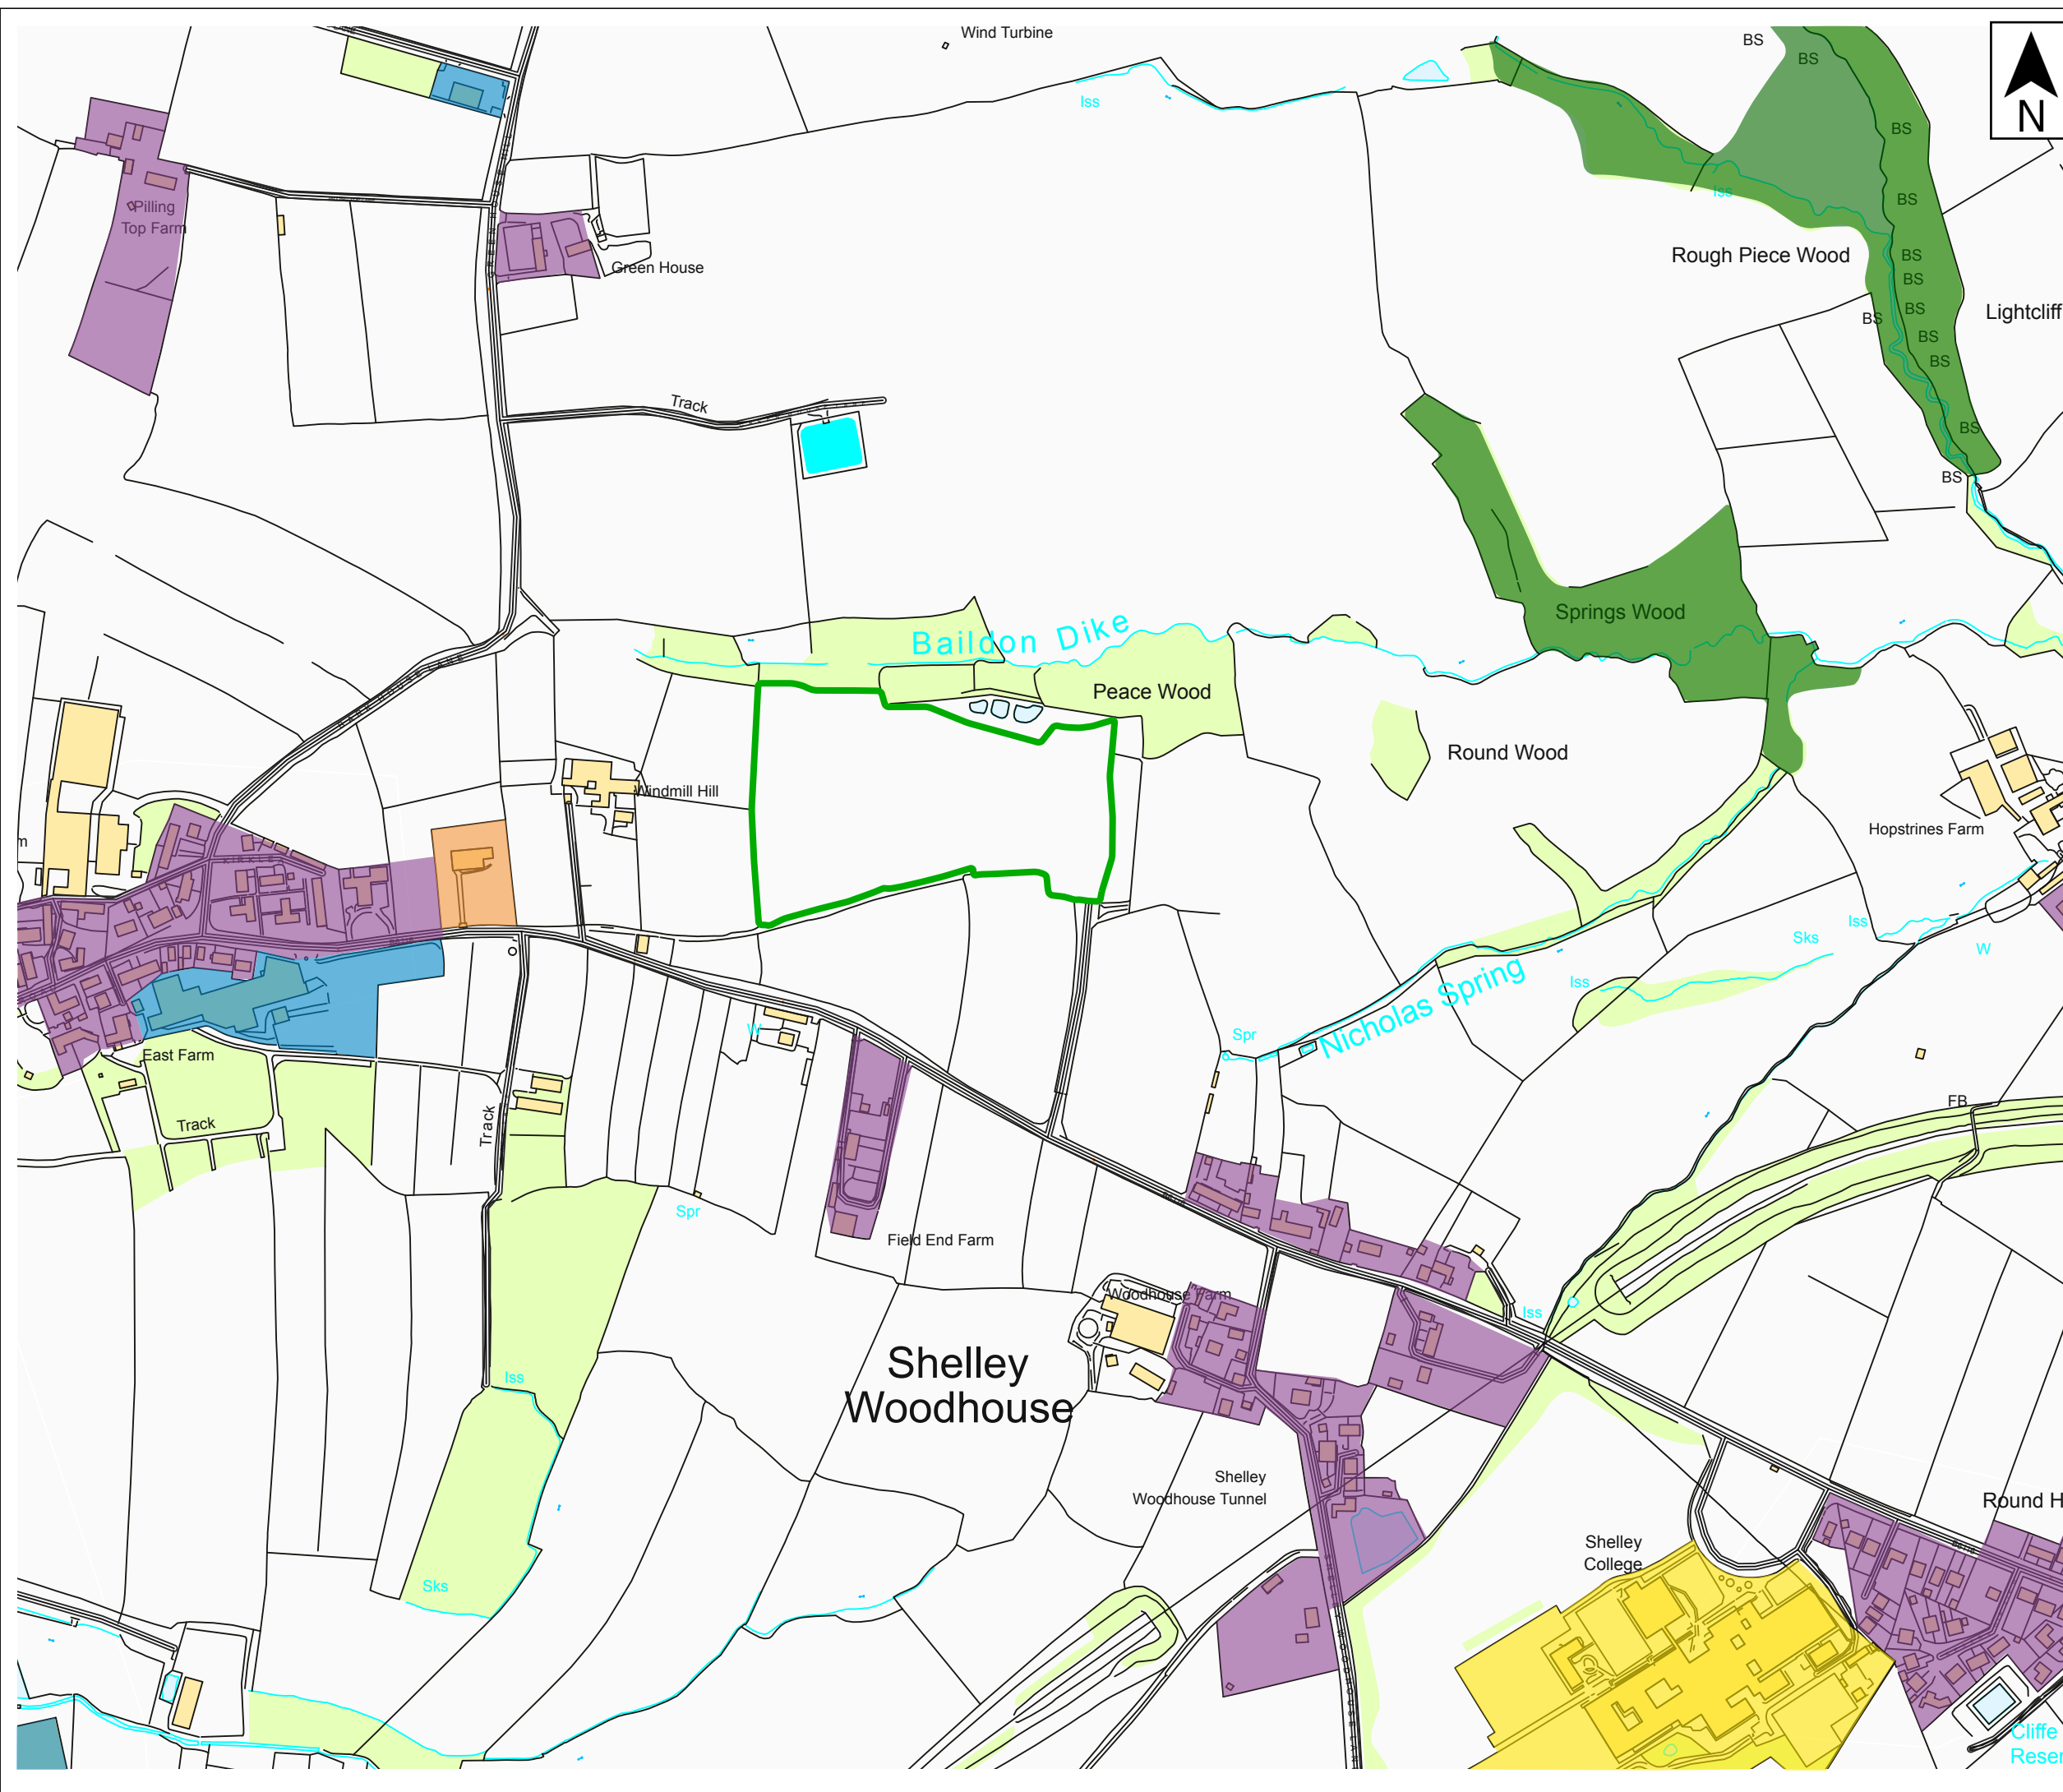 Wind Turbine
BS
BS
N
Iss
BS
Iss
BS
Pilling
Top Farm
Rough Piece Wood
BS
Green House
BS
BS
BS
Lightcliff
BS
BS
Track
BS
BS
Springs Wood
Baildon Dike
Peace Wood
Round Wood
Windmill Hill
Hopstrines Farm
m
Iss
Sks
W
Nicholas Spring
Iss
W
Spr
East Farm
FB
Track
Track
Spr
Field End Farm
Woodhouse Farm
Iss
Shelley
Woodhouse
Iss
Shelley
Woodhouse Tunnel
Round H
Shelley
College
Sks
WOODHOUSE LAN
Cliffe
Reser